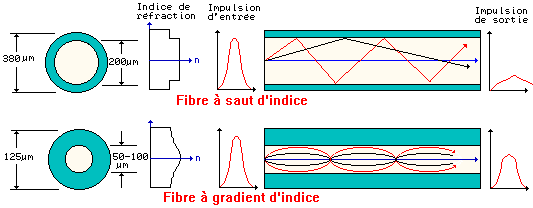 Indice de
réfraction
Impulsion
d'entrée
Impulsion
de sortie
380µm
200µm
n
Fibre à saut d'indice
125µm
50-100
µm
n
Fibre à gradient d'indice